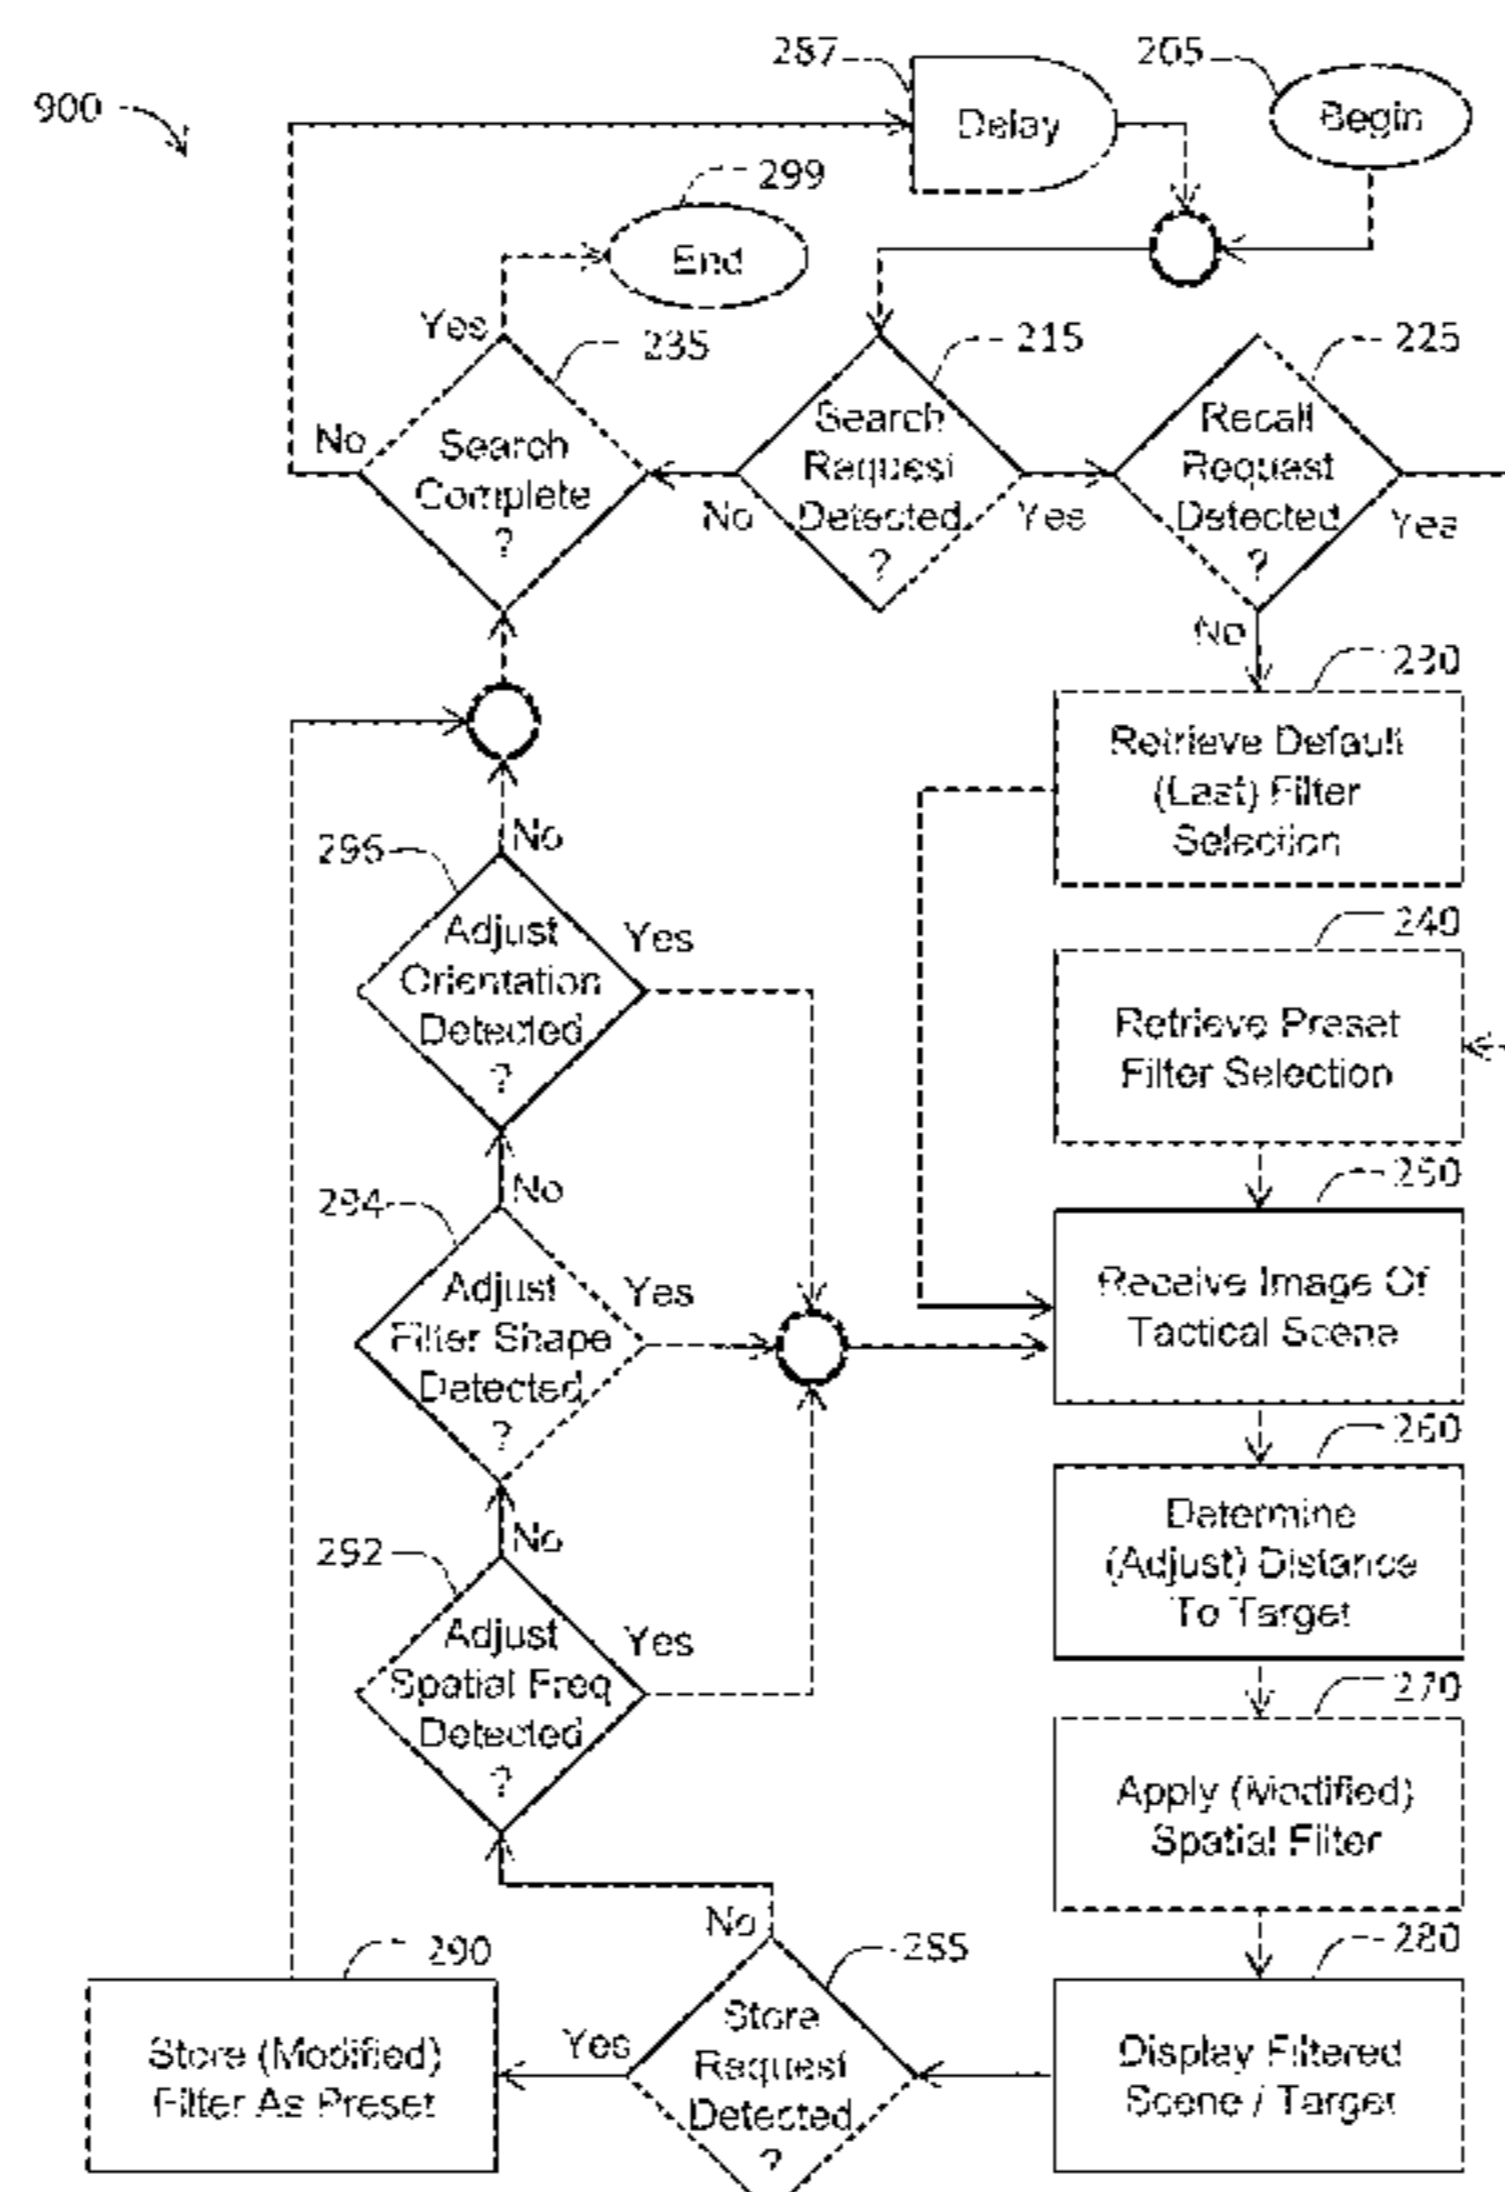 900
287
Delay
205
Begin
299
End
Yes
235
Search
Complete
?
No
215
Search
Request
Detected
?
No
Yes
225
Recall
Request
Detected
?
Yes
No
230
Retrieve Default
(Last) Filter
Selection
240
Retrieve Preset
Filter Selection
250
Receive Image Of
Tactical Scene
260
Determine
(Adjust) Distance
To Target
270
Apply (Modified)
Spatial Filter
280
Display Filtered
Scene / Target
285
Store
Request
Detected
?
Yes
No
290
Store (Modified)
Filter As Preset
292
Adjust
Spatial Freq
Detected
?
Yes
No
294
Adjust
Filter Shape
Detected
?
Yes
No
296
Adjust
Orientation
Detected
?
Yes
No